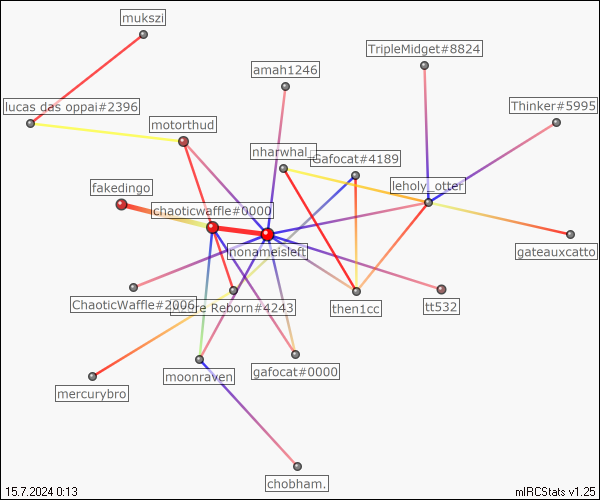 mukszi
TripleMidget#8824
amah1246
lucas das oppai#2396
Thinker#5995
motorthud
nharwhal_
Gafocat#4189
fakedingo
leholy_otter
chaoticwaffle#0000
nonameisleft
gateauxcatto
ChaoticWaffle#2006
Reborn#4243
then1cc
tt532
moonraven
gafocat#0000
mercurybro
chobham.
15.7.2024 0:13
mIRCStats v1.25